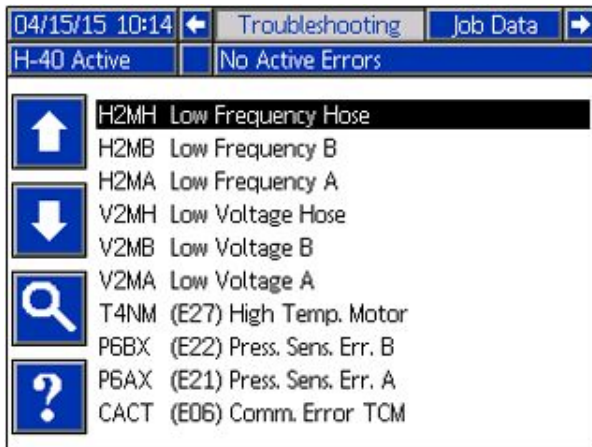 04/15/15 10:14 Troubleshooting Job Data
H-40 Active No Active Errors
H2MH Low Frequency Hose
H2MB Low Frequency B
H2MA Low Frequency A
V2MH Low Voltage Hose
V2MB Low Voltage B
V2MA Low Voltage A
T4NM (E27) High Temp. Motor
P6BX (E22) Press. Sens. Err. B
P6AX (E21) Press. Sens. Err. A
CACT (E06) Comm. Error TCM
?